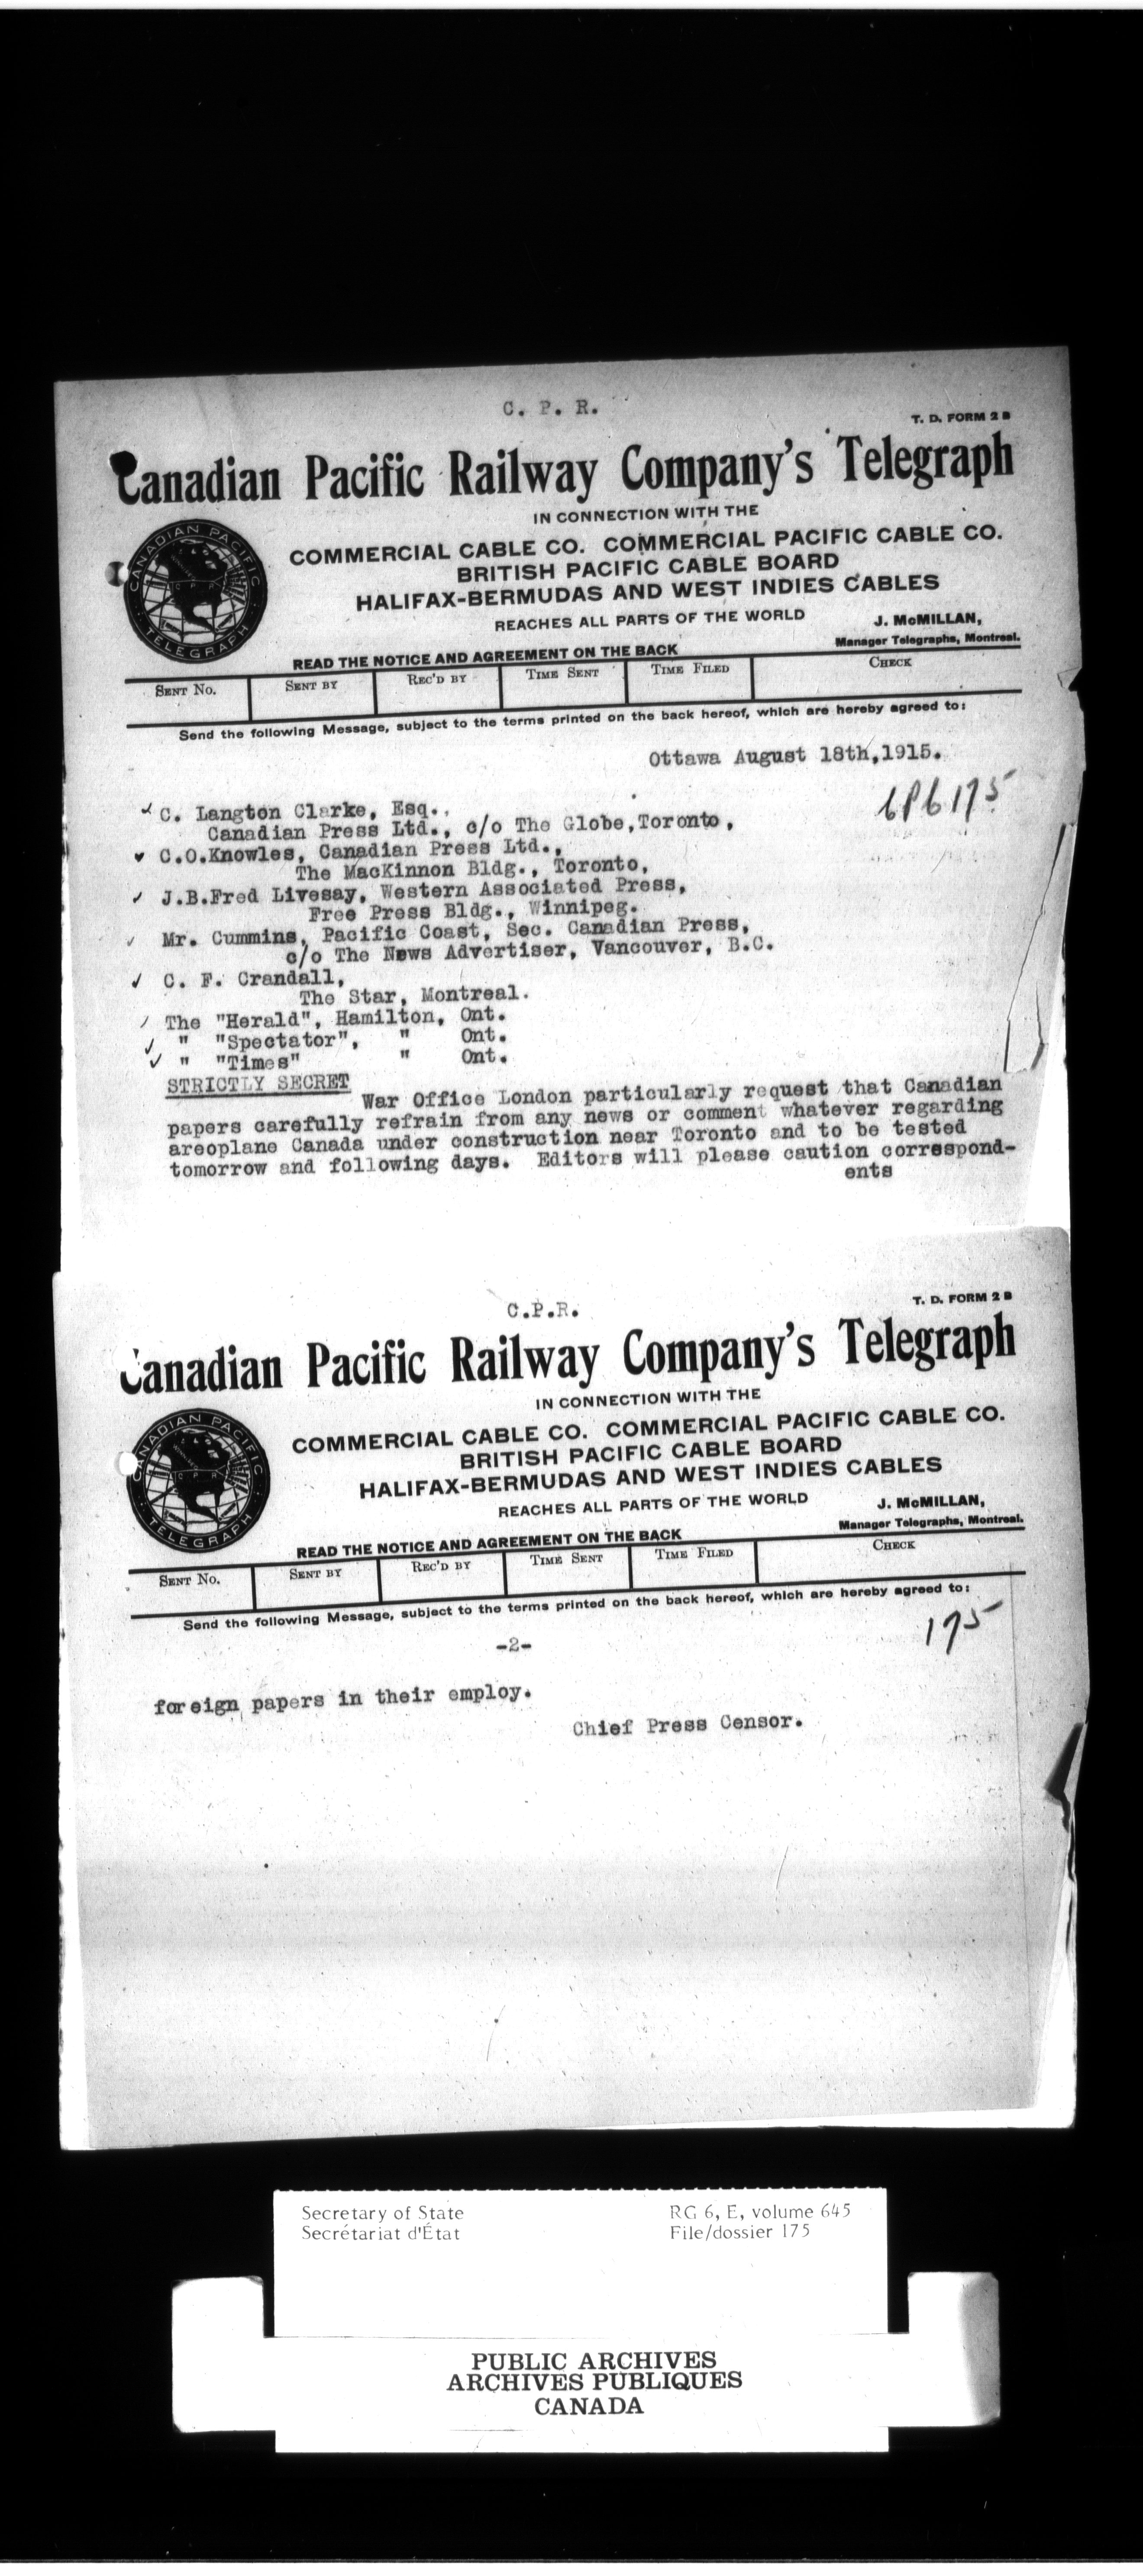 C. P. R.
T. D. FORM 2 B
Canadian Pacific Railway Company's Telegraph
IN CONNECTION WITH THE
COMMERCIAL CABLE CO. COMMERCIAL PACIFIC CABLE CO.
BRITISH PACIFIC CABLE BOARD
HALIFAX-BERMUDAS AND WEST INDIES CABLES
REACHES ALL PARTS OF THE WORLD
CANADIAN PACIFIC
C P R
TELEGRAPH
J. McMILLAN,
Manager Telegraphs, Montreal.
READ THE NOTICE AND AGREEMENT ON THE BACK
SENT NO. SENT BY REC'D BY TIME SENT TIME FILED CHECK
Send the following Message, subject to the terms printed on the back hereof, which are hereby agreed to:
Ottawa August 18th,1915.
175
C. Langton Clarke, Esq.,
Canadian Press Ltd., c/o The Globe,Toronto,
C.O.Knowles, Canadian Press Ltd.,
The MacKinnon Bldg., Toronto,
J.B.Fred Livesay, Western Associated Press,
Free Press Bldg., Winnipeg.
Mr. Cummins, Pacific Coast, Sec. Canadian Press,
c/o The News Advertiser, Vancouver, B.C.
C. F. Crandall,
The Star, Montreal.
The "Herald", Hamilton, Ont.
" "Spectator", " Ont.
" "Times" " Ont.
STRICTLY SECRET
War Office London particularly request that Canadian
papers carefully refrain from any news or comment whatever regarding
areoplane Canada under construction near Toronto and to be tested
tomorrow and following days. Editors will please caution correspond-
ents
C.P.R.
T. D. FORM 2 B
Canadian Pacific Railway Company's Telegraph
IN CONNECTION WITH THE
COMMERCIAL CABLE CO. COMMERCIAL PACIFIC CABLE CO.
BRITISH PACIFIC CABLE BOARD
HALIFAX-BERMUDAS AND WEST INDIES CABLES
REACHES ALL PARTS OF THE WORLD
CANADIAN PACIFIC
C P R
TELEGRAPH
J. McMILLAN,
Manager Telegraphs, Montreal.
READ THE NOTICE AND AGREEMENT ON THE BACK
SENT NO. SENT BY REC'D BY TIME SENT TIME FILED CHECK
Send the following Message, subject to the terms printed on the back hereof, which are hereby agreed to:
175
-2-
foreign papers in their employ.
Chief Press Censor.
Secretary of State RG 6, E, volume 645
Secrétariat d'État File/dossier 175
PUBLIC ARCHIVES
ARCHIVES PUBLIQUES
CANADA